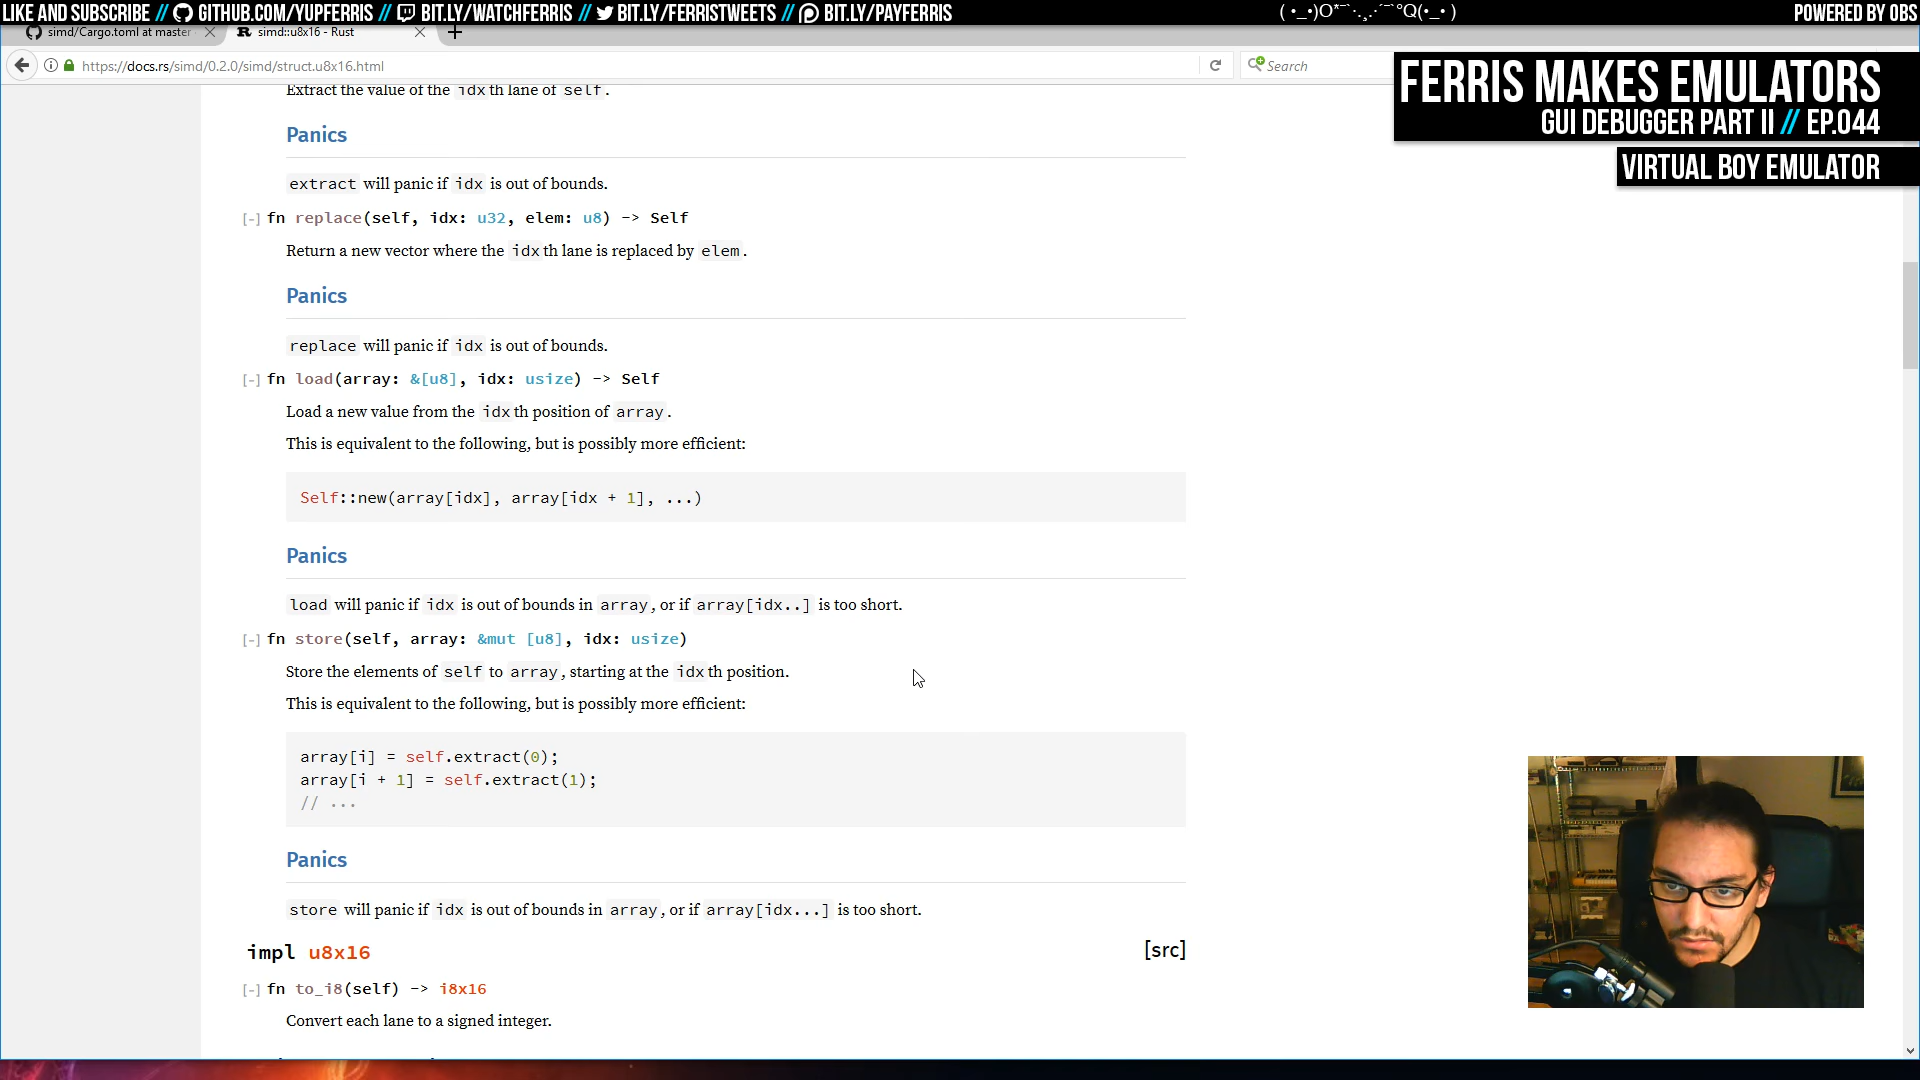 LIKE AND SUBSCRIBE // GITHUB.COM/YUPFERRIS // BIT.LY/WATCHFERRIS // BIT.LY/FERRISTWEETS // BIT.LY/PAYFERRIS
POWERED BY OBS
simd/Cargo.toml at master
simd::u8x16 - Rust
https://docs.rs/simd/0.2.0/simd/struct.u8x16.html
Search
FERRIS MAKES EMULATORS
GUI DEBUGGER PART II // EP.044
VIRTUAL BOY EMULATOR
Extract the value of the idxth lane of self.
Panics
extract will panic if idx is out of bounds.
[-] fn replace(self, idx: u32, elem: u8) -> Self
Return a new vector where the idxth lane is replaced by elem.
Panics
replace will panic if idx is out of bounds.
[-] fn load(array: &[u8], idx: usize) -> Self
Load a new value from the idxth position of array.
This is equivalent to the following, but is possibly more efficient:
Self::new(array[idx], array[idx + 1], ...)
Panics
load will panic if idx is out of bounds in array, or if array[idx..] is too short.
[-] fn store(self, array: &mut [u8], idx: usize)
Store the elements of self to array, starting at the idxth position.
This is equivalent to the following, but is possibly more efficient:
array[i] = self.extract(0);
array[i + 1] = self.extract(1);
// ...
Panics
store will panic if idx is out of bounds in array, or if array[idx...] is too short.
impl u8x16
[src]
[-] fn to_i8(self) -> i8x16
Convert each lane to a signed integer.